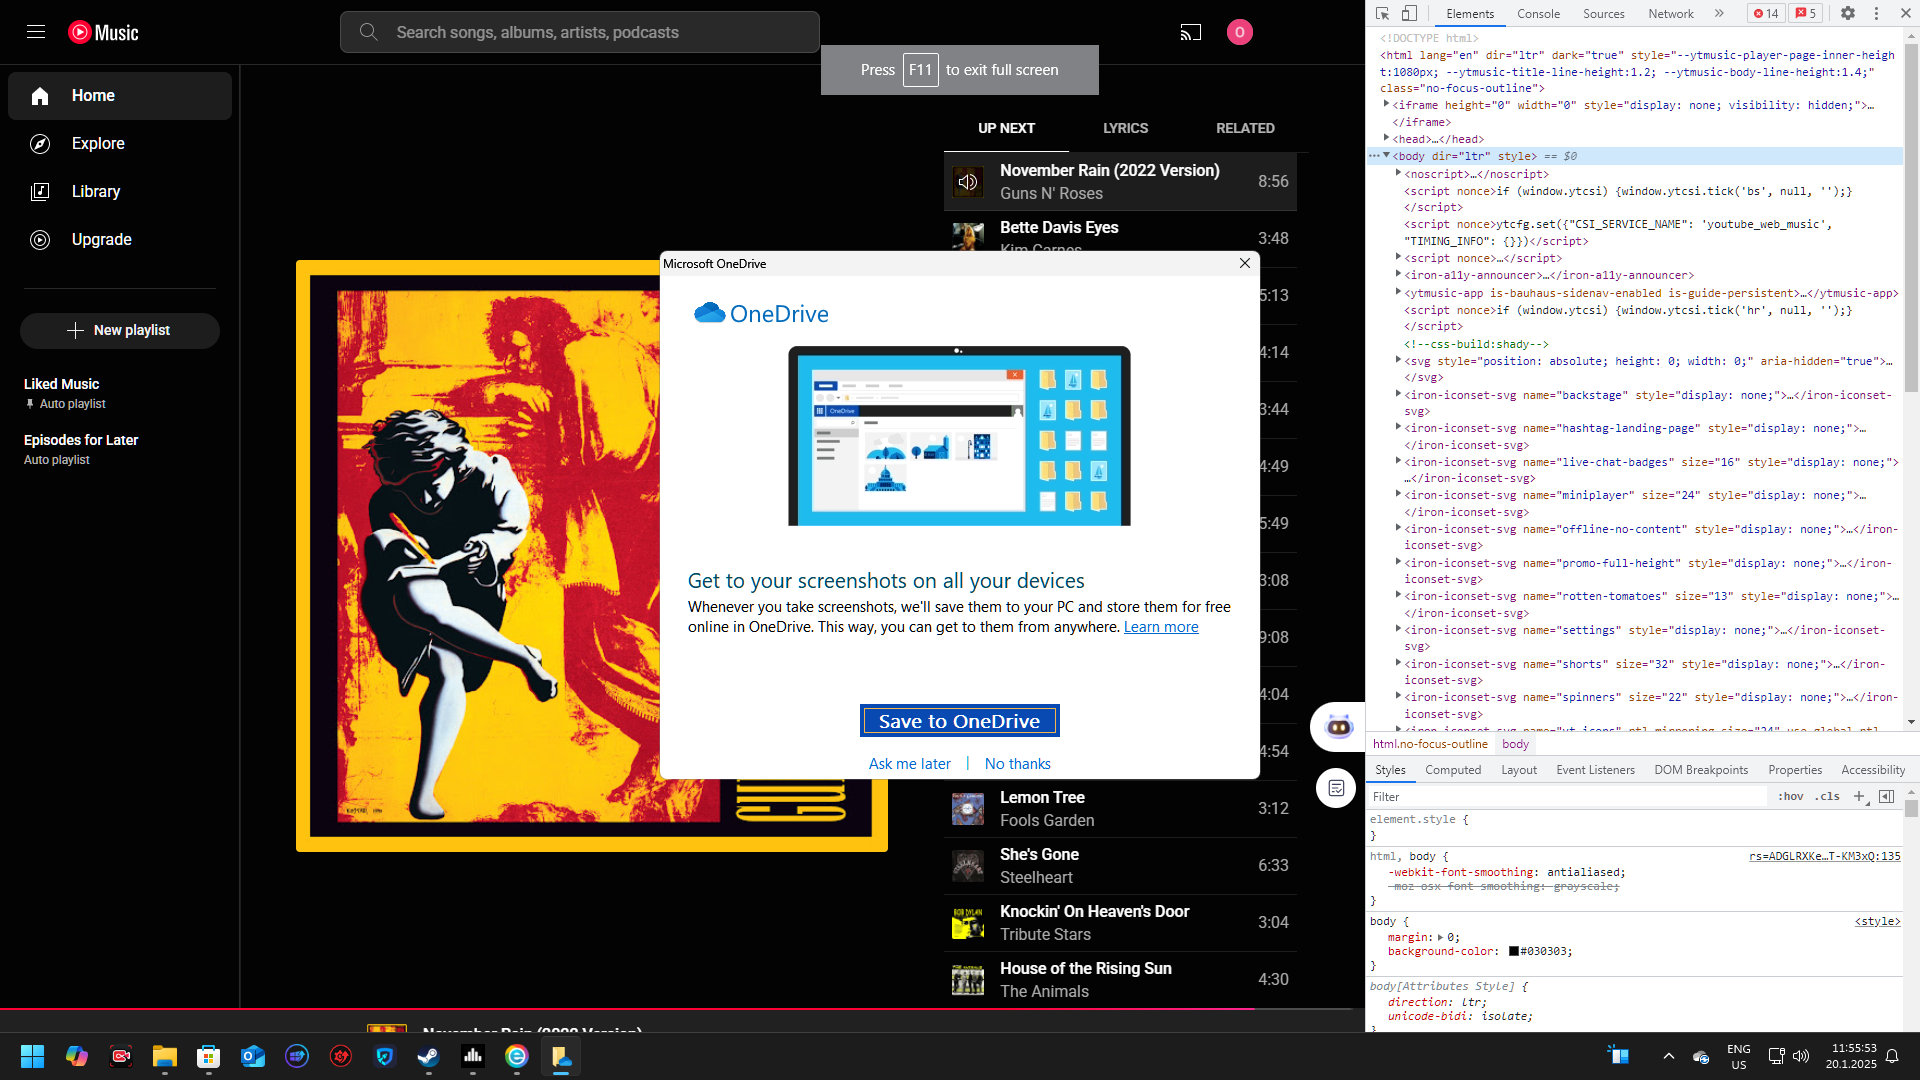 Music
Search songs, albums, artists, podcasts
O
Press F11 to exit full screen
Home
Explore
Library
Upgrade
New playlist
Liked Music
Auto playlist
Episodes for Later
Auto playlist
UP NEXT
LYRICS
RELATED
November Rain (2022 Version)
Guns N' Roses
8:56
Bette Davis Eyes
Kim Carnes
3:48
5:13
4:14
3:44
4:49
5:49
3:08
9:08
4:04
4:54
Lemon Tree
Fools Garden
3:12
She's Gone
Steelheart
6:33
Knockin' On Heaven's Door
Tribute Stars
3:04
House of the Rising Sun
The Animals
4:30
November Rain (2022 Version)
Microsoft OneDrive
OneDrive
OneDrive
Get to your screenshots on all your devices
Whenever you take screenshots, we'll save them to your PC and store them for free
online in OneDrive. This way, you can get to them from anywhere. Learn more
Save to OneDrive
Ask me later | No thanks
Elements
Console
Sources
Network
14
5
<!DOCTYPE html>
<html lang="en" dir="ltr" dark="true" style="--ytmusic-player-page-inner-heigh
t:1080px; --ytmusic-title-line-height:1.2; --ytmusic-body-line-height:1.4;"
class="no-focus-outline">
<iframe height="0" width="0" style="display: none; visibility: hidden;">…
</iframe>
<head>…</head>
<body dir="ltr" style> == $0
<noscript>…</noscript>
<script nonce>if (window.ytcsi) {window.ytcsi.tick('bs', null, '');}
</script>
<script nonce>ytcfg.set({"CSI_SERVICE_NAME": 'youtube_web_music',
"TIMING_INFO": {}})</script>
<script nonce>…</script>
<iron-a11y-announcer>…</iron-a11y-announcer>
<ytmusic-app is-bauhaus-sidenav-enabled is-guide-persistent>…</ytmusic-app>
<script nonce>if (window.ytcsi) {window.ytcsi.tick('hr', null, '');}
</script>
<!--css-build:shady-->
<svg style="position: absolute; height: 0; width: 0;" aria-hidden="true">…
</svg>
<iron-iconset-svg name="backstage" style="display: none;">…</iron-iconset-
svg>
<iron-iconset-svg name="hashtag-landing-page" style="display: none;">…
</iron-iconset-svg>
<iron-iconset-svg name="live-chat-badges" size="16" style="display: none;">
…</iron-iconset-svg>
<iron-iconset-svg name="miniplayer" size="24" style="display: none;">…
</iron-iconset-svg>
<iron-iconset-svg name="offline-no-content" style="display: none;">…</iron-
iconset-svg>
<iron-iconset-svg name="promo-full-height" style="display: none;">…</iron-
iconset-svg>
<iron-iconset-svg name="rotten-tomatoes" size="13" style="display: none;">…
</iron-iconset-svg>
<iron-iconset-svg name="settings" style="display: none;">…</iron-iconset-
svg>
<iron-iconset-svg name="shorts" size="32" style="display: none;">…</iron-
iconset-svg>
<iron-iconset-svg name="spinners" size="22" style="display: none;">…</iron-
iconset-svg>
html.no-focus-outline
body
Styles
Computed
Layout
Event Listeners
DOM Breakpoints
Properties
Accessibility
Filter
:hov
.cls
element.style {
}
html, body {
rs=ADGLRXKe…T-KM3xQ:135
-webkit-font-smoothing: antialiased;
-moz-osx-font-smoothing: grayscale;
}
body {
<style>
margin: 0;
background-color: #030303;
}
body[Attributes Style] {
direction: ltr;
unicode-bidi: isolate;
}
BOB DYLAN
ENG
US
11:55:53
20.1.2025